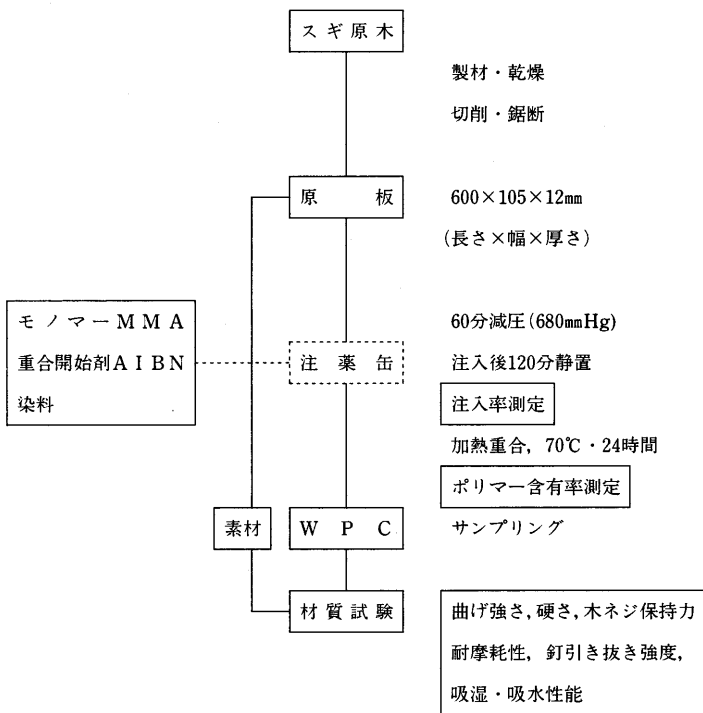 スギ原木
製材・乾燥
切削・鋸断
原　板
600×105×12mm
(長さ×幅×厚さ)
モノマーMMA
重合開始剤AIBN
染料
注薬缶
60分減圧(680mmHg)
注入後120分静置
注入率測定
加熱重合, 70℃・24時間
ポリマー含有率測定
素材
WPC
サンプリング
材質試験
曲げ強さ, 硬さ, 木ネジ保持力
耐摩耗性, 釘引き抜き強度,
吸湿・吸水性能